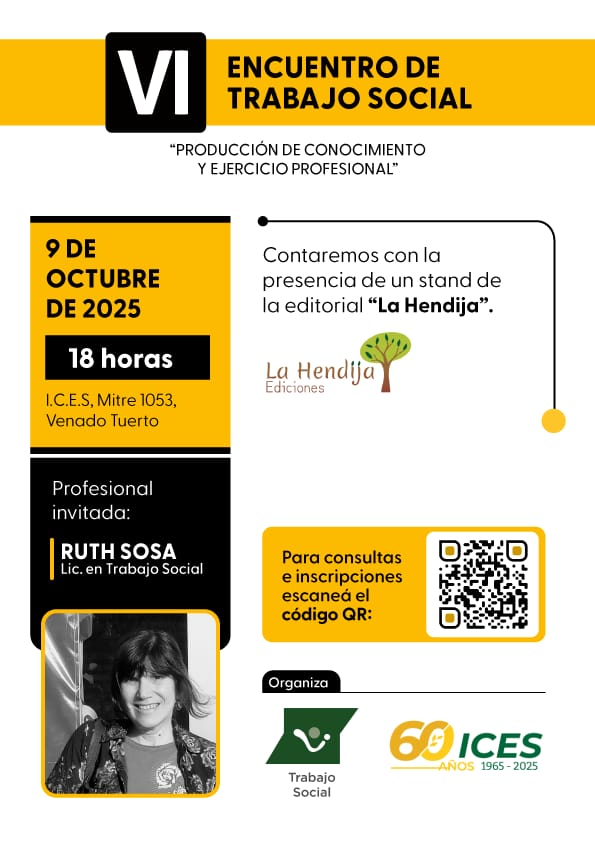 VI
ENCUENTRO DE
TRABAJO SOCIAL
“PRODUCCIÓN DE CONOCIMIENTO
Y EJERCICIO PROFESIONAL”
9 DE
OCTUBRE
DE 2025
18 horas
I.C.E.S, Mitre 1053,
Venado Tuerto
Contaremos con la
presencia de un stand de
la editorial “La Hendija”.
La Hendija
Ediciones
Profesional
invitada:
RUTH SOSA
Lic. en Trabajo Social
Para consultas
e inscripciones
escaneá el
código QR:
Organiza
Trabajo
Social
60 ICES
AÑOS 1965 - 2025